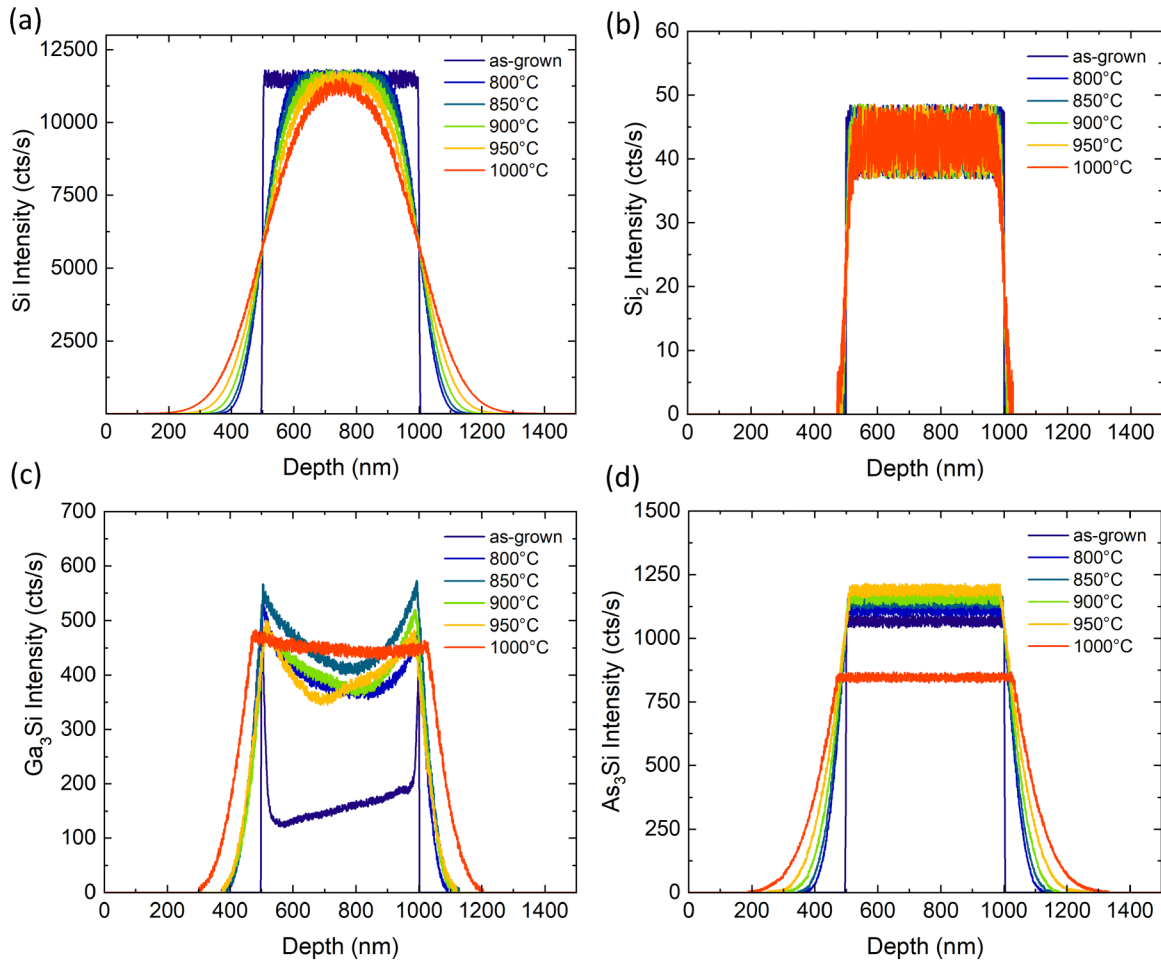 (a)
12500
10000
7500
5000
2500
0
Si Intensity (cts/s)
as-grown
800°C
850°C
900°C
950°C
1000°C
0 200 400 600 800 1000 1200 1400
Depth (nm)
(b)
60
50
40
30
20
10
0
Si₂ Intensity (cts/s)
as-grown
800°C
850°C
900°C
950°C
1000°C
0 200 400 600 800 1000 1200 1400
Depth (nm)
(c)
700
600
500
400
300
200
100
0
Ga₃Si Intensity (cts/s)
as-grown
800°C
850°C
900°C
950°C
1000°C
0 200 400 600 800 1000 1200 1400
Depth (nm)
(d)
1500
1250
1000
750
500
250
0
As₃Si Intensity (cts/s)
as-grown
800°C
850°C
900°C
950°C
1000°C
0 200 400 600 800 1000 1200 1400
Depth (nm)